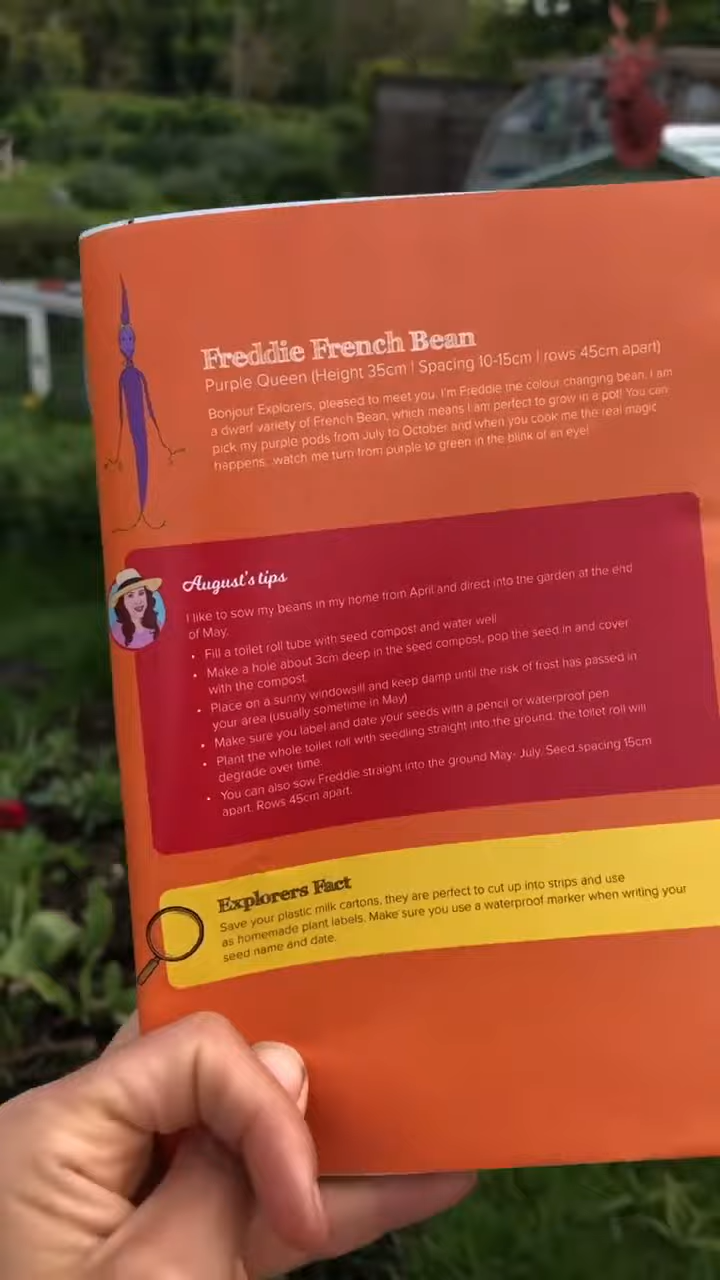 Freddie French Bean
Purple Queen (Height 35cm | Spacing 10-15cm | rows 45cm apart)
Bonjour Explorers, pleased to meet you. I'm Freddie the colour changing bean. I am
a dwarf variety of French Bean, which means I am perfect to grow in a pot! You can
pick my purple pods from July to October and when you cook me the real magic
happens...watch me turn from purple to green in the blink of an eye!
August's tips
I like to sow my beans in my home from April and direct into the garden at the end
of May.
• Fill a toilet roll tube with seed compost and water well
• Make a hole about 3cm deep in the seed compost, pop the seed in and cover
with the compost.
• Place on a sunny windowsill and keep damp until the risk of frost has passed in
your area (usually sometime in May)
• Make sure you label and date your seeds with a pencil or waterproof pen
• Plant the whole toilet roll with seedling straight into the ground, the toilet roll will
degrade over time.
• You can also sow Freddie straight into the ground May- July. Seed spacing 15cm
apart. Rows 45cm apart.
Explorers Fact
Save your plastic milk cartons, they are perfect to cut up into strips and use
as homemade plant labels. Make sure you use a waterproof marker when writing your
seed name and date.